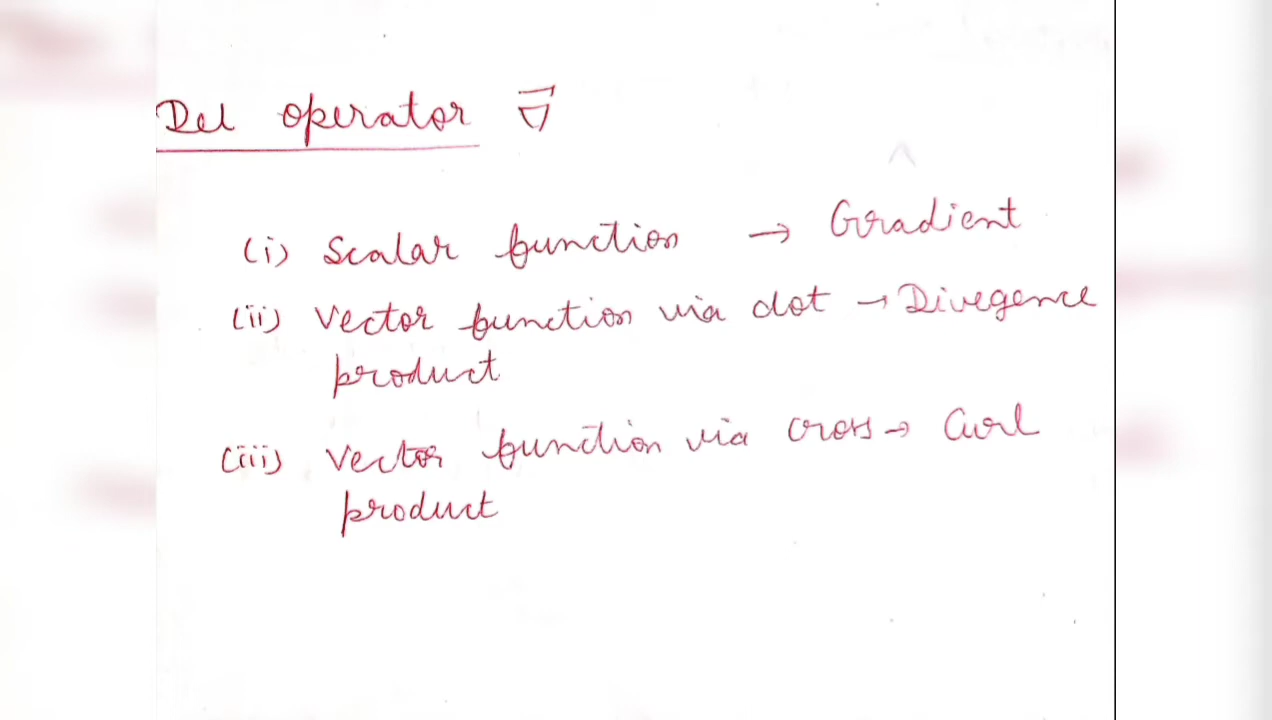 Del operator ∇⃗
(i) Scalar function → Gradient
(ii) Vector function via dot → Divegence
product
(iii) Vector function via cross → Curl
product